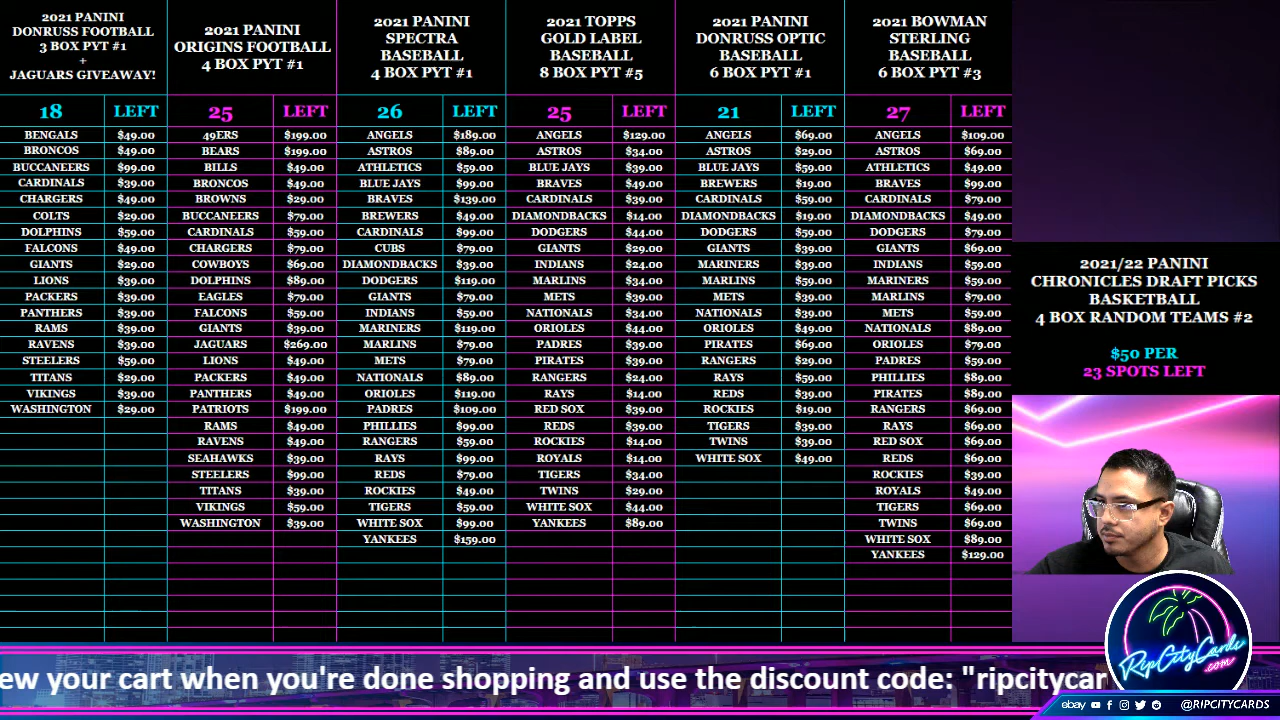 2021 PANINI
DONRUSS FOOTBALL
3 BOX PYT #1
+
JAGUARS GIVEAWAY!
18 LEFT
BENGALS $49.00
BRONCOS $49.00
BUCCANEERS $99.00
CARDINALS $39.00
CHARGERS $49.00
COLTS $29.00
DOLPHINS $59.00
FALCONS $49.00
GIANTS $29.00
LIONS $39.00
PACKERS $39.00
PANTHERS $39.00
RAMS $39.00
RAVENS $39.00
STEELERS $59.00
TITANS $29.00
VIKINGS $39.00
WASHINGTON $29.00
2021 PANINI
ORIGINS FOOTBALL
4 BOX PYT #1
25 LEFT
49ERS $199.00
BEARS $199.00
BILLS $49.00
BRONCOS $49.00
BROWNS $29.00
BUCCANEERS $79.00
CARDINALS $59.00
CHARGERS $79.00
COWBOYS $69.00
DOLPHINS $89.00
EAGLES $79.00
FALCONS $59.00
GIANTS $39.00
JAGUARS $269.00
LIONS $49.00
PACKERS $49.00
PANTHERS $49.00
PATRIOTS $199.00
RAMS $49.00
RAVENS $49.00
SEAHAWKS $39.00
STEELERS $99.00
TITANS $39.00
VIKINGS $59.00
WASHINGTON $39.00
2021 PANINI
SPECTRA
BASEBALL
4 BOX PYT #1
26 LEFT
ANGELS $189.00
ASTROS $89.00
ATHLETICS $59.00
BLUE JAYS $99.00
BRAVES $139.00
BREWERS $49.00
CARDINALS $99.00
CUBS $79.00
DIAMONDBACKS $39.00
DODGERS $119.00
GIANTS $79.00
INDIANS $59.00
MARINERS $119.00
MARLINS $79.00
METS $79.00
NATIONALS $89.00
ORIOLES $119.00
PADRES $109.00
PHILLIES $99.00
RANGERS $59.00
RAYS $99.00
REDS $79.00
ROCKIES $49.00
TIGERS $59.00
WHITE SOX $99.00
YANKEES $159.00
2021 TOPPS
GOLD LABEL
BASEBALL
8 BOX PYT #5
25 LEFT
ANGELS $129.00
ASTROS $34.00
BLUE JAYS $39.00
BRAVES $49.00
CARDINALS $39.00
DIAMONDBACKS $14.00
DODGERS $44.00
GIANTS $29.00
INDIANS $24.00
MARLINS $34.00
METS $39.00
NATIONALS $34.00
ORIOLES $44.00
PADRES $39.00
PIRATES $39.00
RANGERS $24.00
RAYS $14.00
RED SOX $39.00
REDS $39.00
ROCKIES $14.00
ROYALS $14.00
TIGERS $34.00
TWINS $29.00
WHITE SOX $44.00
YANKEES $89.00
2021 PANINI
DONRUSS OPTIC
BASEBALL
6 BOX PYT #1
21 LEFT
ANGELS $69.00
ASTROS $29.00
BLUE JAYS $59.00
BREWERS $19.00
CARDINALS $59.00
DIAMONDBACKS $19.00
DODGERS $59.00
GIANTS $39.00
MARINERS $39.00
MARLINS $59.00
METS $39.00
NATIONALS $39.00
ORIOLES $49.00
PIRATES $69.00
RANGERS $29.00
RAYS $59.00
REDS $39.00
ROCKIES $19.00
TIGERS $39.00
TWINS $39.00
WHITE SOX $49.00
2021 BOWMAN
STERLING
BASEBALL
6 BOX PYT #3
27 LEFT
ANGELS $109.00
ASTROS $69.00
ATHLETICS $49.00
BRAVES $99.00
CARDINALS $79.00
DIAMONDBACKS $49.00
DODGERS $79.00
GIANTS $69.00
INDIANS $59.00
MARINERS $59.00
MARLINS $79.00
METS $59.00
NATIONALS $89.00
ORIOLES $79.00
PADRES $59.00
PHILLIES $89.00
PIRATES $89.00
RANGERS $69.00
RAYS $69.00
RED SOX $69.00
REDS $69.00
ROCKIES $39.00
ROYALS $49.00
TIGERS $69.00
TWINS $69.00
WHITE SOX $89.00
YANKEES $129.00
2021/22 PANINI
CHRONICLES DRAFT PICKS
BASKETBALL
4 BOX RANDOM TEAMS #2
$50 PER
23 SPOTS LEFT
ew your cart when you're done shopping and use the discount code: "ripcitycar
RipCityCards
.com
ebay @RIPCITYCARDS